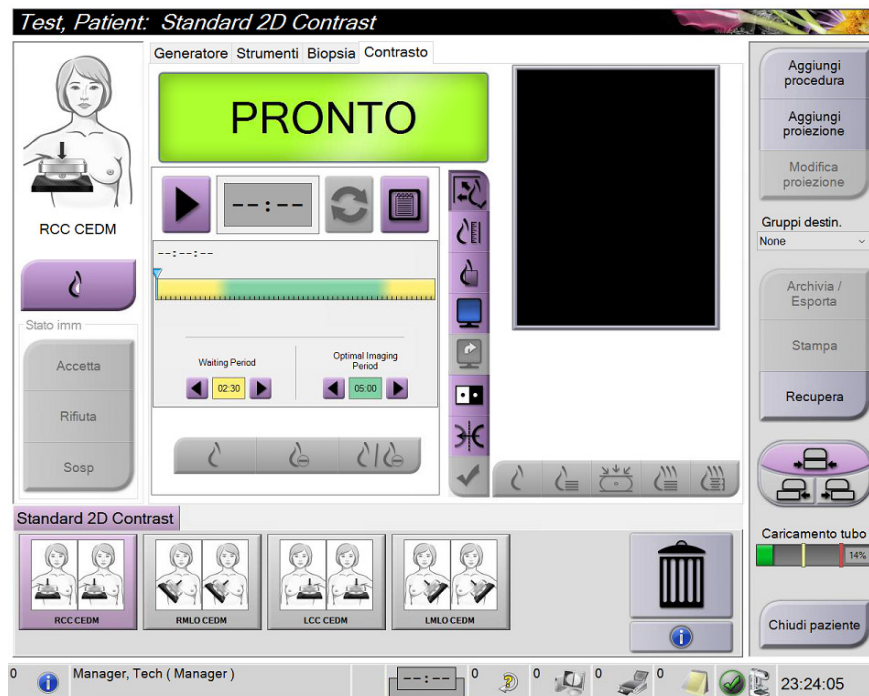 Test, Patient: Standard 2D Contrast
Generatore Strumenti Biopsia Contrasto
PRONTO
RCC CEDM
--:--
--:--:--
Stato imm
Accetta
Rifiuta
Sosp
Waiting Period
02:30
Optimal Imaging
Period
05:00
Aggiungi
procedura
Aggiungi
proiezione
Modifica
proiezione
Gruppi destin.
None
Archivia /
Esporta
Stampa
Recupera
Caricamento tubo
14%
Chiudi paziente
Standard 2D Contrast
RCC CEDM
RMLO CEDM
LCC CEDM
LMLO CEDM
0 Manager, Tech ( Manager ) --:-- 0 0 0 0 23:24:05